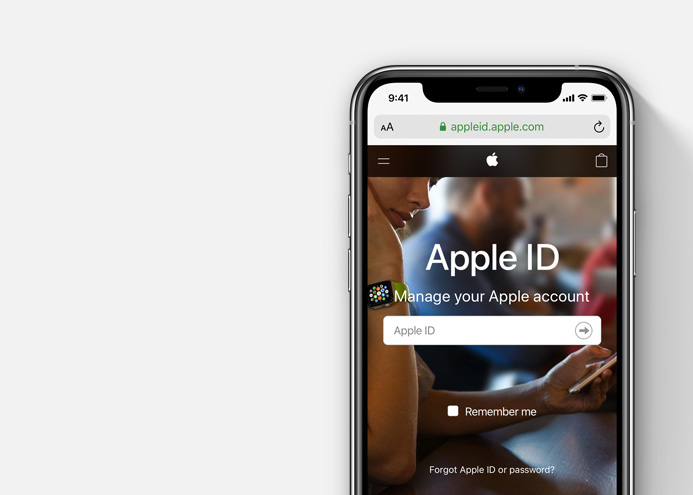 9:41
AA appleid.apple.com
Apple ID
Manage your Apple account
Apple ID
Remember me
Forgot Apple ID or password?